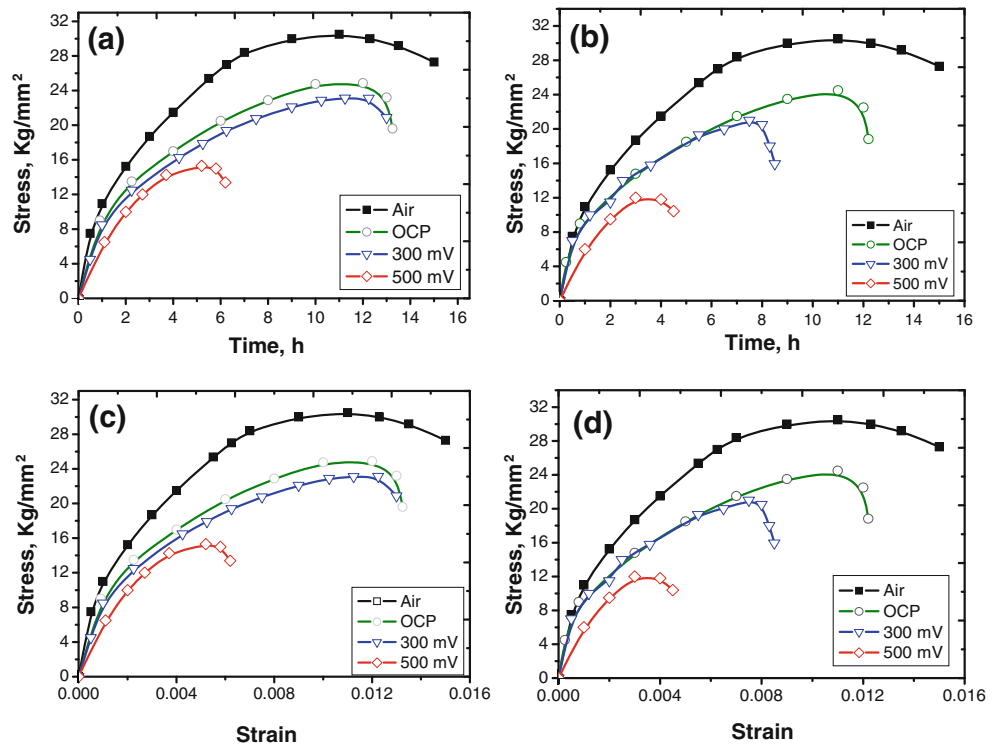 (a)
Stress, Kg/mm²
32
28
24
20
16
12
8
4
0
0 2 4 6 8 10 12 14 16
Time, h
Air
OCP
300 mV
500 mV
(b)
Stress, Kg/mm²
32
28
24
20
16
12
8
4
0
0 2 4 6 8 10 12 14 16
Time, h
Air
OCP
300 mV
500 mV
(c)
Stress, Kg/mm²
32
28
24
20
16
12
8
4
0
0.000 0.004 0.008 0.012 0.016
Strain
Air
OCP
300 mV
500 mV
(d)
Stress, Kg/mm²
32
28
24
20
16
12
8
4
0
0.000 0.004 0.008 0.012 0.016
Strain
Air
OCP
300 mV
500 mV